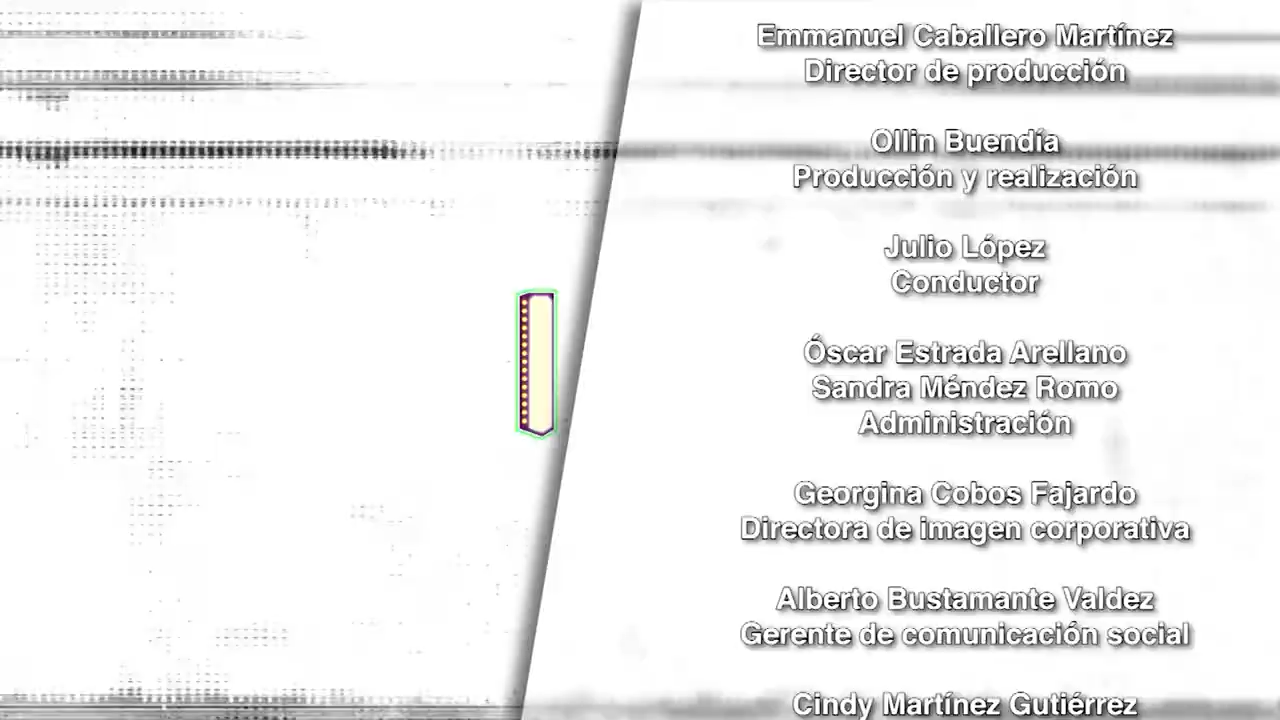 Emmanuel Caballero Martínez
Director de producción
Ollin Buendía
Producción y realización
Julio López
Conductor
Óscar Estrada Arellano
Sandra Méndez Romo
Administración
Georgina Cobos Fajardo
Directora de imagen corporativa
Alberto Bustamante Valdez
Gerente de comunicación social
Cindy Martínez Gutierrez